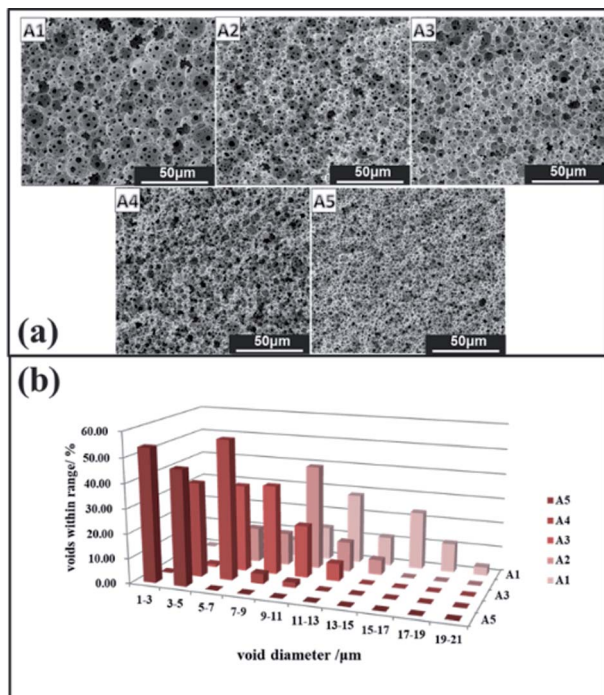 A1
A2
A3
50µm
50µm
50µm
A4
A5
50µm
50µm
(a)
(b)
60.00
50.00
40.00
30.00
20.00
10.00
0.00
voids within range/ %
1-3
3-5
5-7
7-9
9-11
11-13
13-15
15-17
17-19
19-21
void diameter /µm
A1
A3
A5
A5
A4
A3
A2
A1